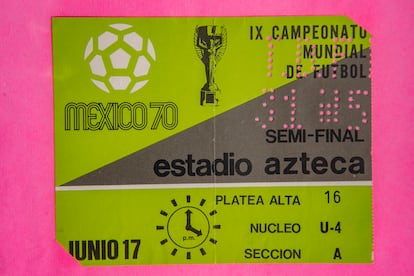 IX CAMPEONATO
MUNDIAL
DE FUTBOL
MEXICO 70
SEMI-FINAL
estadio azteca
PLATEA ALTA 16
NUCLEO U-4
SECCION A
p.m.
JUNIO 17